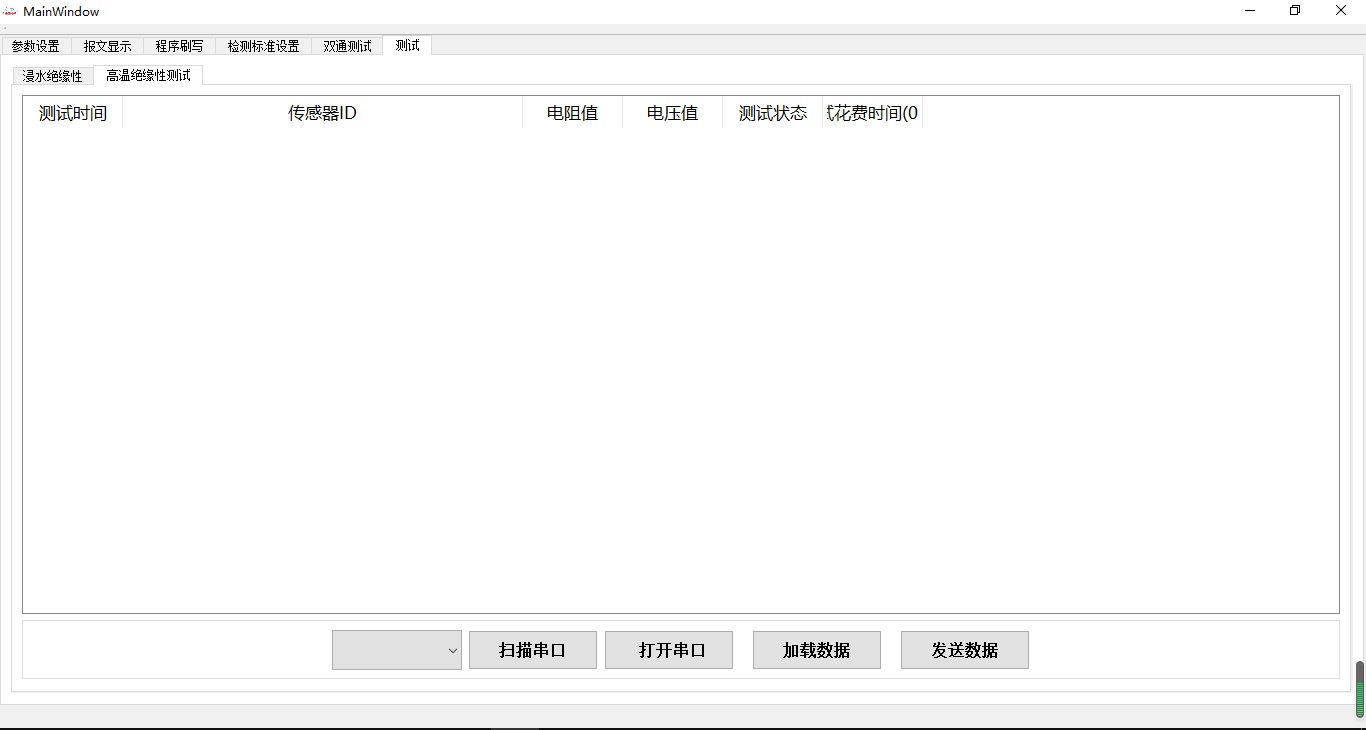 MainWindow
参数设置 报文显示 程序刷写 检测标准设置 双通测试 测试
浸水绝缘性 高温绝缘性测试
测试时间 传感器ID 电阻值 电压值 测试状态 花费时间(0
扫描串口 打开串口 加载数据 发送数据